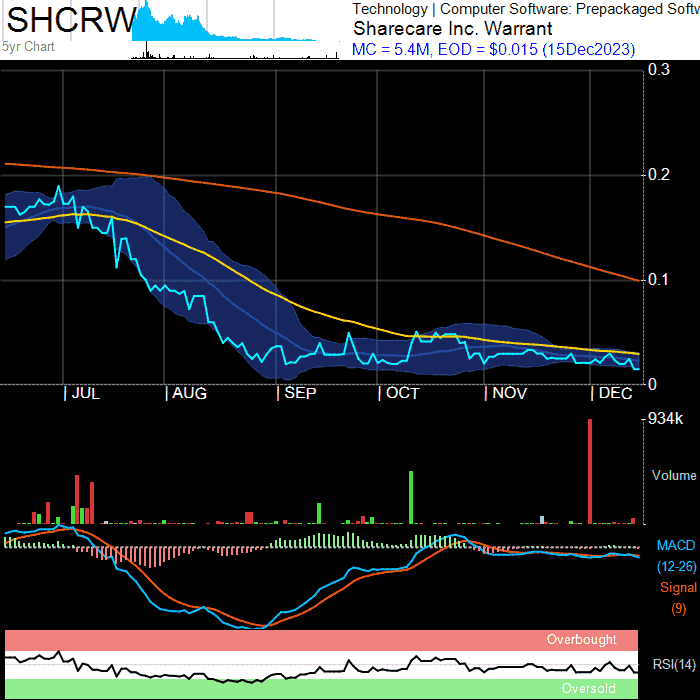 SHCRW
5yr Chart
Technology | Computer Software: Prepackaged Softw
Sharecare Inc. Warrant
MC = 5.4M, EOD = $0.015 (15Dec2023)
0.3
0.2
0.1
0
| JUL | AUG | SEP | OCT | NOV | DEC
934k
Volume
MACD
(12-26)
Signal
(9)
Overbought
RSI(14)
Oversold